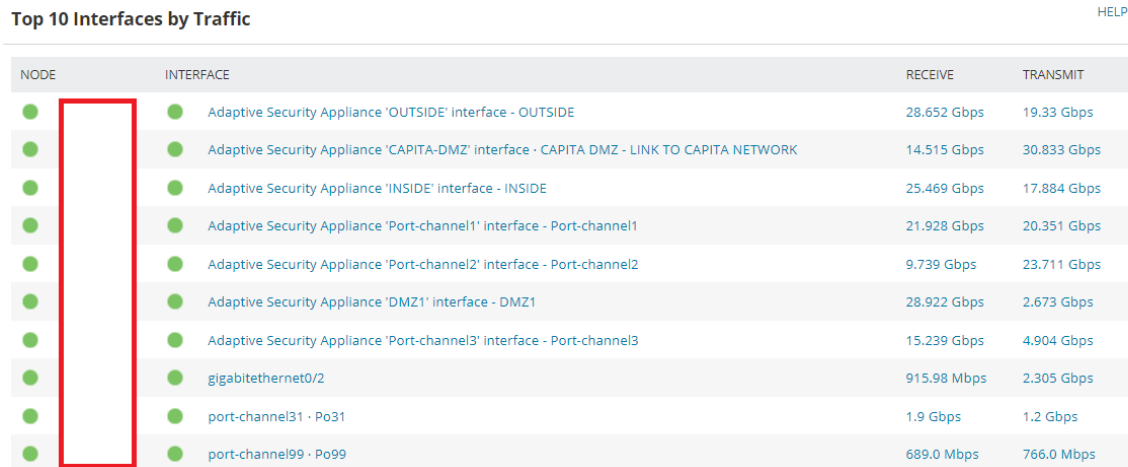 Top 10 Interfaces by Traffic
HELP
NODE INTERFACE RECEIVE TRANSMIT
Adaptive Security Appliance 'OUTSIDE' interface - OUTSIDE 28.652 Gbps 19.33 Gbps
Adaptive Security Appliance 'CAPITA-DMZ' interface · CAPITA DMZ - LINK TO CAPITA NETWORK 14.515 Gbps 30.833 Gbps
Adaptive Security Appliance 'INSIDE' interface - INSIDE 25.469 Gbps 17.884 Gbps
Adaptive Security Appliance 'Port-channel1' interface - Port-channel1 21.928 Gbps 20.351 Gbps
Adaptive Security Appliance 'Port-channel2' interface - Port-channel2 9.739 Gbps 23.711 Gbps
Adaptive Security Appliance 'DMZ1' interface - DMZ1 28.922 Gbps 2.673 Gbps
Adaptive Security Appliance 'Port-channel3' interface - Port-channel3 15.239 Gbps 4.904 Gbps
gigabitethernet0/2 915.98 Mbps 2.305 Gbps
port-channel31 · Po31 1.9 Gbps 1.2 Gbps
port-channel99 · Po99 689.0 Mbps 766.0 Mbps